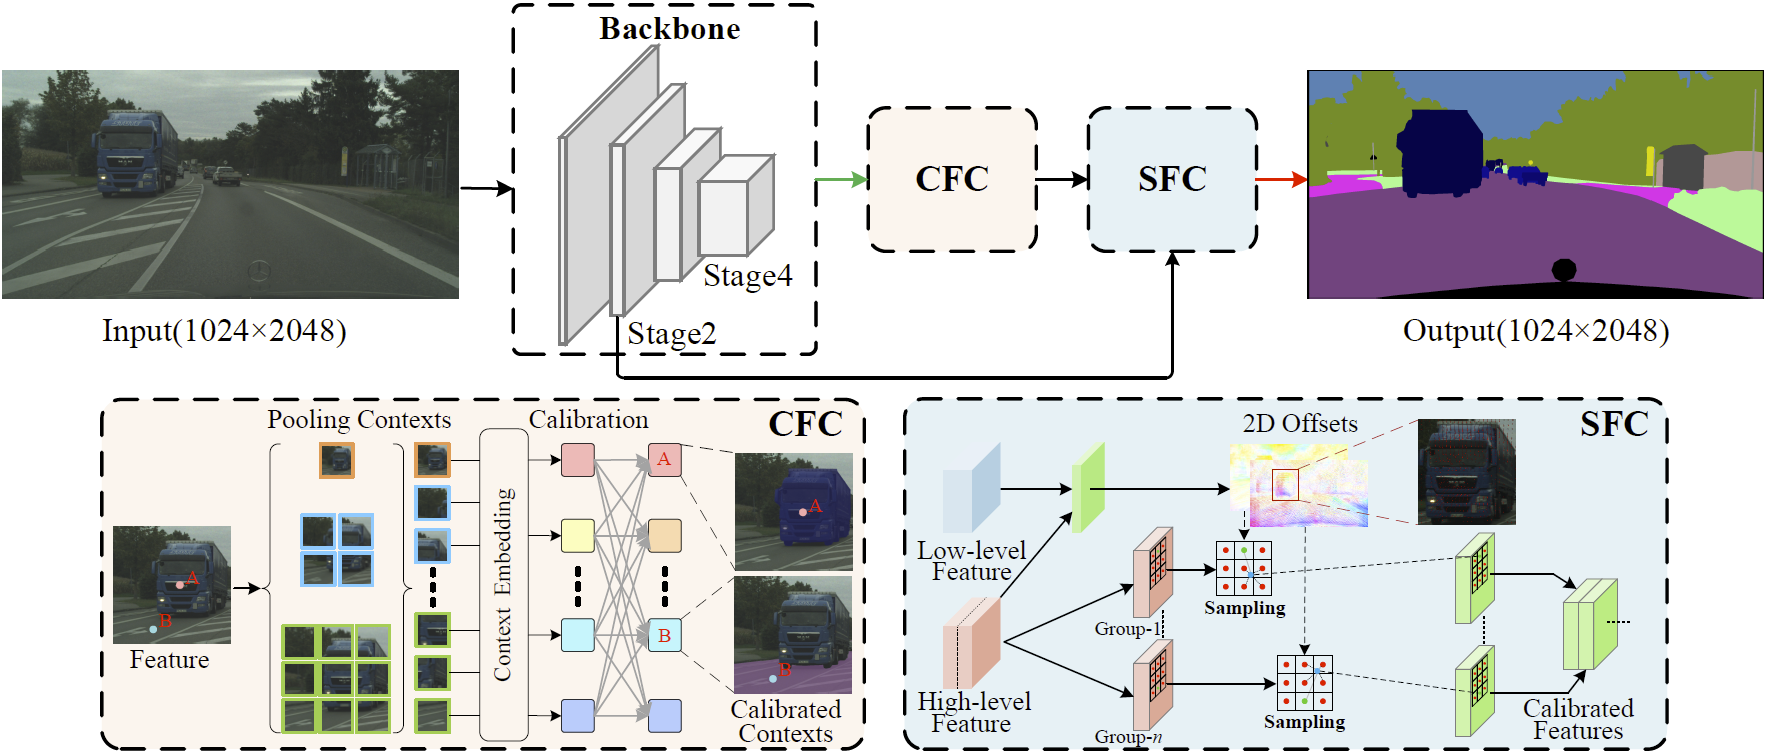 Backbone
Stage4
Stage2
CFC
SFC
Input(1024×2048)
Output(1024×2048)
Pooling Contexts
Calibration
CFC
A
B
Feature
Context Embedding
A
B
A
B
Calibrated
Contexts
2D Offsets
SFC
Low-level
Feature
High-level
Feature
Group-1
Group-n
Sampling
Sampling
Calibrated
Features